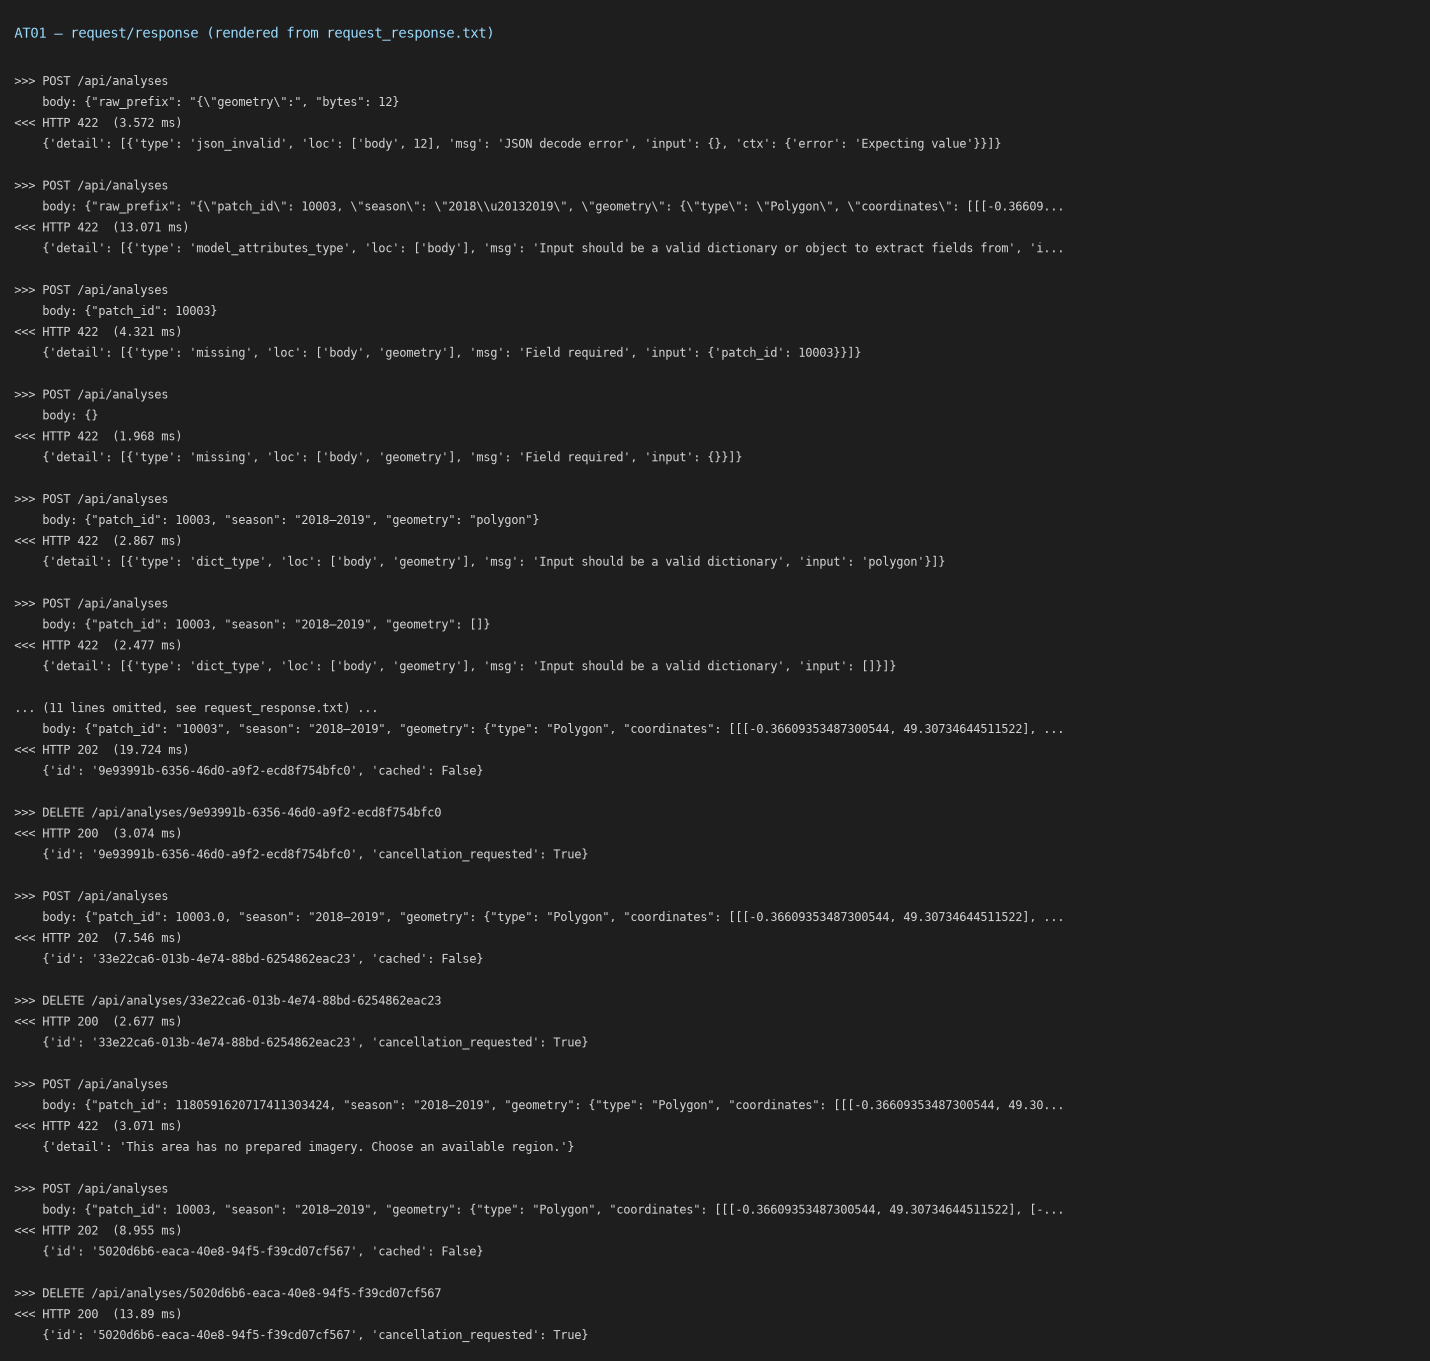 AT01 — request/response (rendered from request_response.txt)
>>> POST /api/analyses
body: {"raw_prefix": "{\"geometry\":", "bytes": 12}
<<< HTTP 422  (3.572 ms)
{'detail': [{'type': 'json_invalid', 'loc': ['body', 12], 'msg': 'JSON decode error', 'input': {}, 'ctx': {'error': 'Expecting value'}}]}
>>> POST /api/analyses
body: {"raw_prefix": "{\"patch_id\": 10003, \"season\": \"2018\\u20132019\", \"geometry\": {\"type\": \"Polygon\", \"coordinates\": [[[-0.36609...
<<< HTTP 422  (13.071 ms)
{'detail': [{'type': 'model_attributes_type', 'loc': ['body'], 'msg': 'Input should be a valid dictionary or object to extract fields from', 'i...
>>> POST /api/analyses
body: {"patch_id": 10003}
<<< HTTP 422  (4.321 ms)
{'detail': [{'type': 'missing', 'loc': ['body', 'geometry'], 'msg': 'Field required', 'input': {'patch_id': 10003}}]}
>>> POST /api/analyses
body: {}
<<< HTTP 422  (1.968 ms)
{'detail': [{'type': 'missing', 'loc': ['body', 'geometry'], 'msg': 'Field required', 'input': {}}]}
>>> POST /api/analyses
body: {"patch_id": 10003, "season": "2018–2019", "geometry": "polygon"}
<<< HTTP 422  (2.867 ms)
{'detail': [{'type': 'dict_type', 'loc': ['body', 'geometry'], 'msg': 'Input should be a valid dictionary', 'input': 'polygon'}]}
>>> POST /api/analyses
body: {"patch_id": 10003, "season": "2018–2019", "geometry": []}
<<< HTTP 422  (2.477 ms)
{'detail': [{'type': 'dict_type', 'loc': ['body', 'geometry'], 'msg': 'Input should be a valid dictionary', 'input': []}]}
... (11 lines omitted, see request_response.txt) ...
body: {"patch_id": "10003", "season": "2018–2019", "geometry": {"type": "Polygon", "coordinates": [[[-0.36609353487300544, 49.30734644511522], ...
<<< HTTP 202  (19.724 ms)
{'id': '9e93991b-6356-46d0-a9f2-ecd8f754bfc0', 'cached': False}
>>> DELETE /api/analyses/9e93991b-6356-46d0-a9f2-ecd8f754bfc0
<<< HTTP 200  (3.074 ms)
{'id': '9e93991b-6356-46d0-a9f2-ecd8f754bfc0', 'cancellation_requested': True}
>>> POST /api/analyses
body: {"patch_id": 10003.0, "season": "2018–2019", "geometry": {"type": "Polygon", "coordinates": [[[-0.36609353487300544, 49.30734644511522], ...
<<< HTTP 202  (7.546 ms)
{'id': '33e22ca6-013b-4e74-88bd-6254862eac23', 'cached': False}
>>> DELETE /api/analyses/33e22ca6-013b-4e74-88bd-6254862eac23
<<< HTTP 200  (2.677 ms)
{'id': '33e22ca6-013b-4e74-88bd-6254862eac23', 'cancellation_requested': True}
>>> POST /api/analyses
body: {"patch_id": 1180591620717411303424, "season": "2018–2019", "geometry": {"type": "Polygon", "coordinates": [[[-0.36609353487300544, 49.30...
<<< HTTP 422  (3.071 ms)
{'detail': 'This area has no prepared imagery. Choose an available region.'}
>>> POST /api/analyses
body: {"patch_id": 10003, "season": "2018–2019", "geometry": {"type": "Polygon", "coordinates": [[[-0.36609353487300544, 49.30734644511522], [-...
<<< HTTP 202  (8.955 ms)
{'id': '5020d6b6-eaca-40e8-94f5-f39cd07cf567', 'cached': False}
>>> DELETE /api/analyses/5020d6b6-eaca-40e8-94f5-f39cd07cf567
<<< HTTP 200  (13.89 ms)
{'id': '5020d6b6-eaca-40e8-94f5-f39cd07cf567', 'cancellation_requested': True}